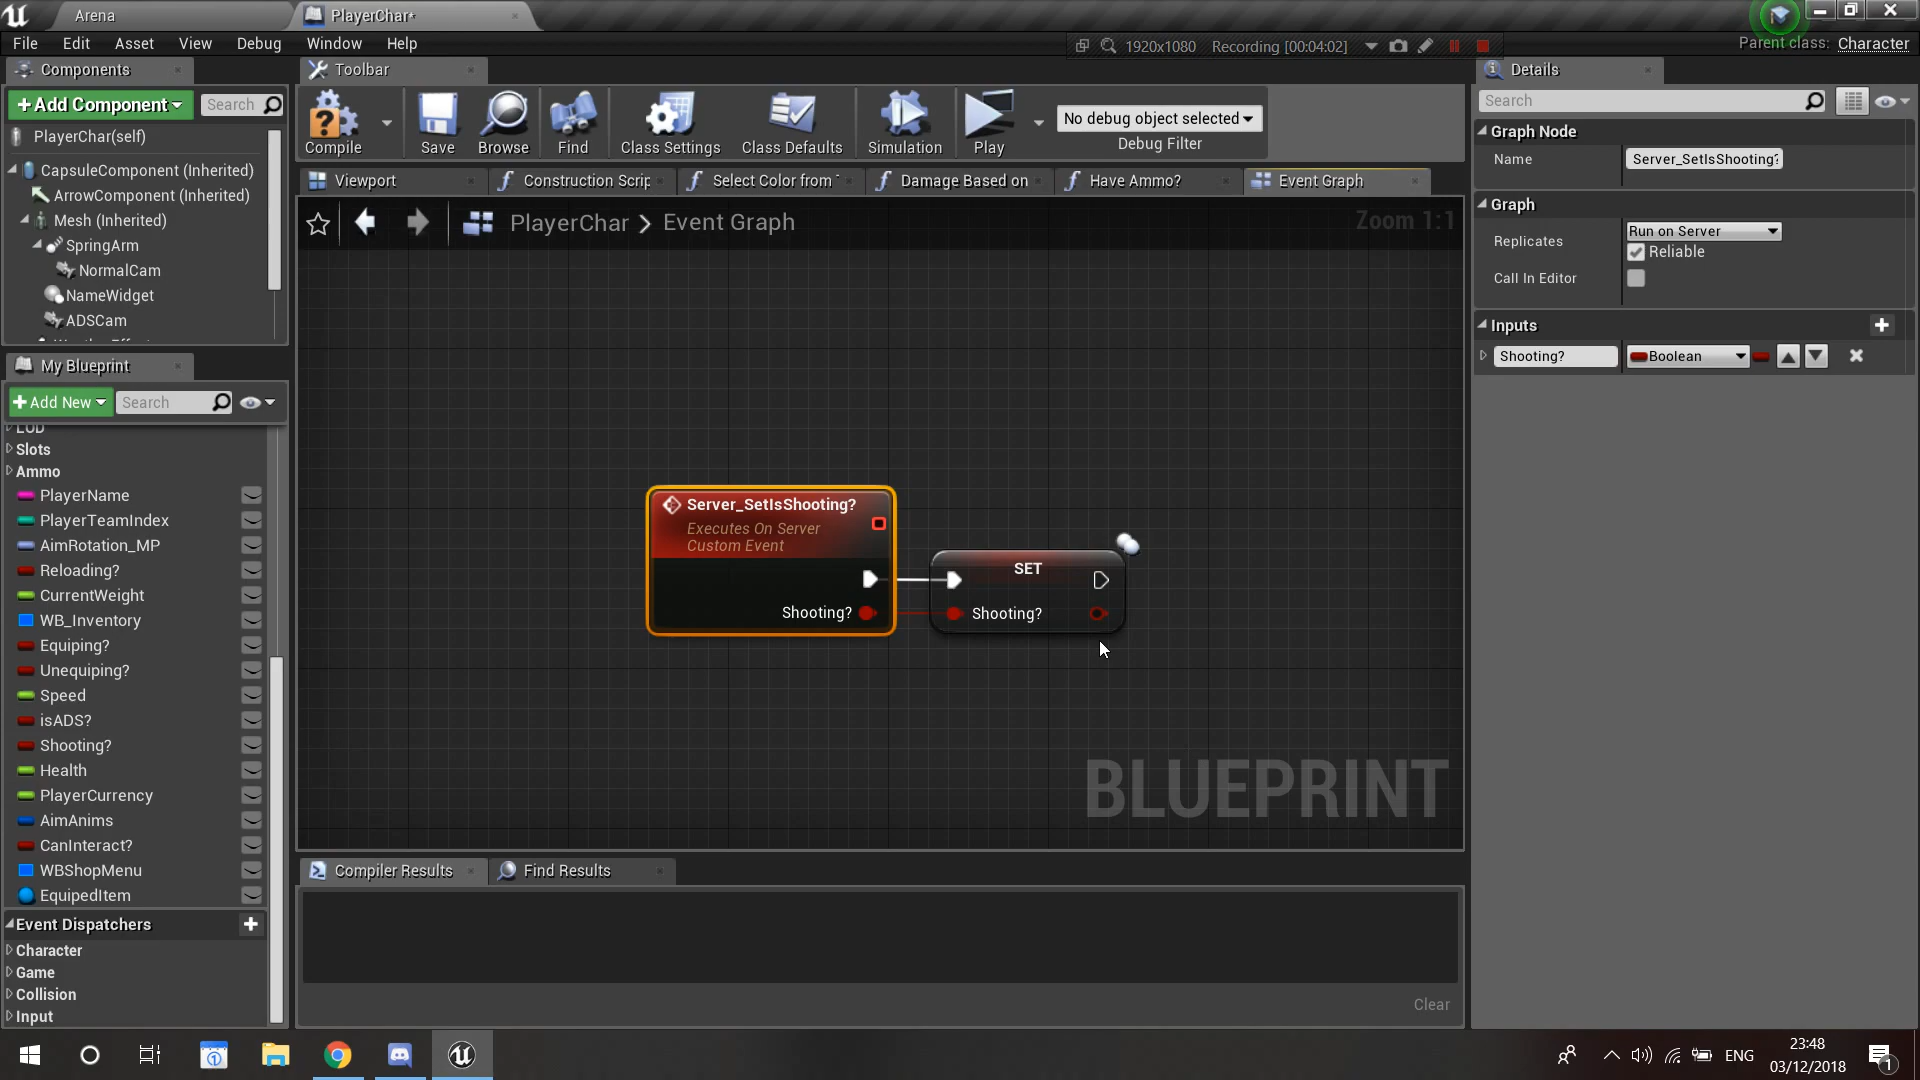 Arena
PlayerChar*
File Edit Asset View Debug Window Help
1920x1080 Recording [00:04:02]
Parent class: Character
Components
Toolbar
Details
Add Component
Search
Search
PlayerChar(self)
CapsuleComponent (Inherited)
ArrowComponent (Inherited)
Mesh (Inherited)
SpringArm
NormalCam
NameWidget
ADSCam
Compile
Save
Browse
Find
Class Settings
Class Defaults
Simulation
Play
No debug object selected
Debug Filter
Graph Node
Name
Server_SetIsShooting?
Graph
Replicates
Run on Server
Reliable
Call In Editor
Inputs
Shooting?
Boolean
Viewport
Construction Scrip
Select Color from
Damage Based on
Have Ammo?
Event Graph
PlayerChar > Event Graph
Zoom 1:1
My Blueprint
Add New
Search
LOD
Slots
Ammo
PlayerName
PlayerTeamIndex
AimRotation_MP
Reloading?
CurrentWeight
WB_Inventory
Equiping?
Unequiping?
Speed
isADS?
Shooting?
Health
PlayerCurrency
AimAnims
CanInteract?
WBShopMenu
EquipedItem
Event Dispatchers
Character
Game
Collision
Input
Server_SetIsShooting?
Executes On Server
Custom Event
Shooting?
SET
Shooting?
BLUEPRINT
Compiler Results
Find Results
Clear
ENG
23:48
03/12/2018
1